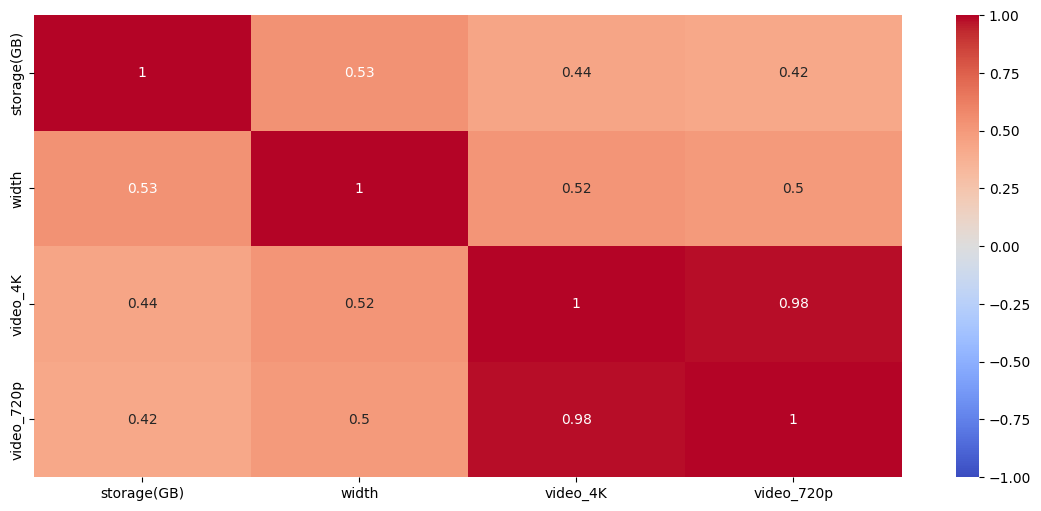 storage(GB) 1 0.53 0.44 0.42
width 0.53 1 0.52 0.5
video_4K 0.44 0.52 1 0.98
video_720p 0.42 0.5 0.98 1
storage(GB) width video_4K video_720p
1.00
0.75
0.50
0.25
0.00
−0.25
−0.50
−0.75
−1.00